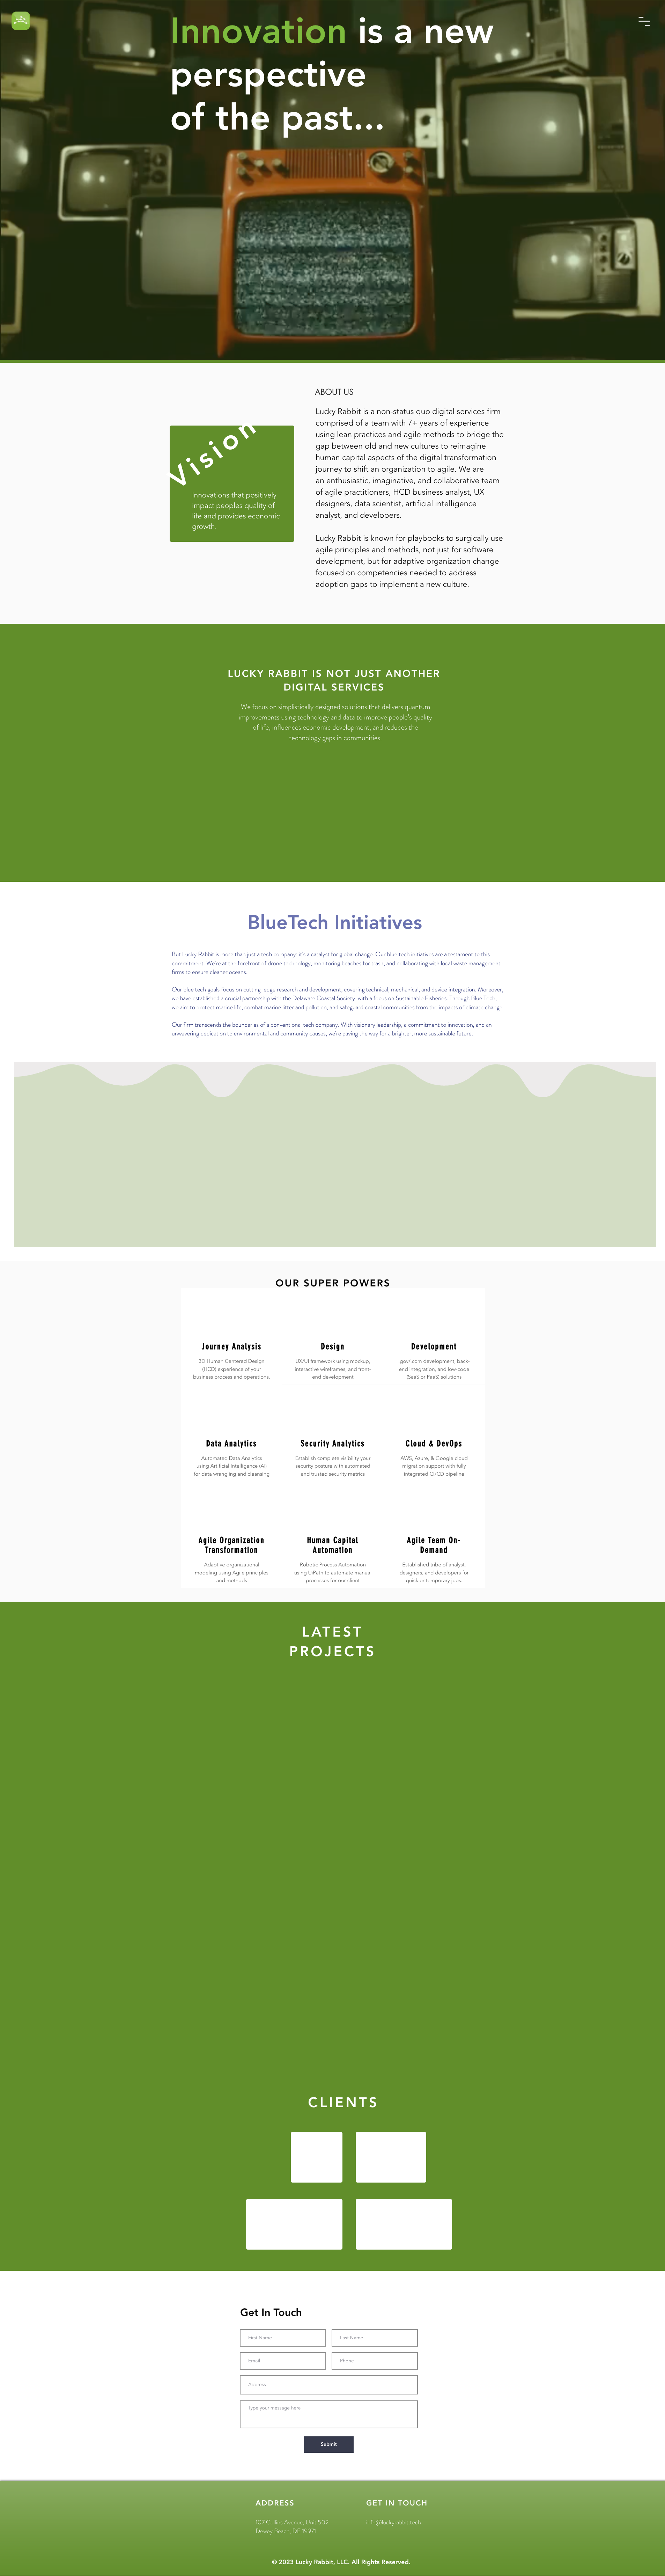 Innovation is a new
perspective
of the past...
ABOUT US
Vision
Innovations that positively
impact peoples quality of
life and provides economic
growth.
Lucky Rabbit is a non-status quo digital services firm
comprised of a team with 7+ years of experience
using lean practices and agile methods to bridge the
gap between old and new cultures to reimagine
human capital aspects of the digital transformation
journey to shift an organization to agile. We are
an enthusiastic, imaginative, and collaborative team
of agile practitioners, HCD business analyst, UX
designers, data scientist, artificial intelligence
analyst, and developers.
Lucky Rabbit is known for playbooks to surgically use
agile principles and methods, not just for software
development, but for adaptive organization change
focused on competencies needed to address
adoption gaps to implement a new culture.
LUCKY RABBIT IS NOT JUST ANOTHER
DIGITAL SERVICES
We focus on simplistically designed solutions that delivers quantum
improvements using technology and data to improve people's quality
of life, influences economic development, and reduces the
technology gaps in communities.
BlueTech Initiatives
But Lucky Rabbit is more than just a tech company; it's a catalyst for global change. Our blue tech initiatives are a testament to this
commitment. We're at the forefront of drone technology, monitoring beaches for trash, and collaborating with local waste management
firms to ensure cleaner oceans.
Our blue tech goals focus on cutting-edge research and development, covering technical, mechanical, and device integration. Moreover,
we have established a crucial partnership with the Delaware Coastal Society, with a focus on Sustainable Fisheries. Through Blue Tech,
we aim to protect marine life, combat marine litter and pollution, and safeguard coastal communities from the impacts of climate change.
Our firm transcends the boundaries of a conventional tech company. With visionary leadership, a commitment to innovation, and an
unwavering dedication to environmental and community causes, we're paving the way for a brighter, more sustainable future.
OUR SUPER POWERS
Journey Analysis
3D Human Centered Design
(HCD) experience of your
business process and operations
Design
UX/UI framework using mockup,
interactive wireframes, and front-
end development
Development
.gov/.com development, back-
end integration, and low-code
(SaaS or PaaS) solutions
Data Analytics
Automated Data Analytics
using Artificial Intelligence (AI)
for data wrangling and cleansing
Security Analytics
Establish complete visibility your
security posture with automated
and trusted security metrics
Cloud & DevOps
AWS, Azure, & Google cloud
migration support with fully
integrated CI/CD pipeline
Agile Organization
Transformation
Adaptive organizational
modeling using Agile principles
and methods
Human Capital
Automation
Robotic Process Automation
using UiPath to automate manual
processes for our client
Agile Team On-
Demand
Established tribe of analyst,
designers, and developers for
quick or temporary jobs
LATEST
PROJECTS
CLIENTS
Get In Touch
First Name
Last Name
Email
Phone
Address
Type your message here
Submit
ADDRESS
107 Collins Avenue, Unit 502
Dewey Beach, DE 19971
GET IN TOUCH
info@luckyrabbit.tech
© 2023 Lucky Rabbit, LLC. All Rights Reserved.